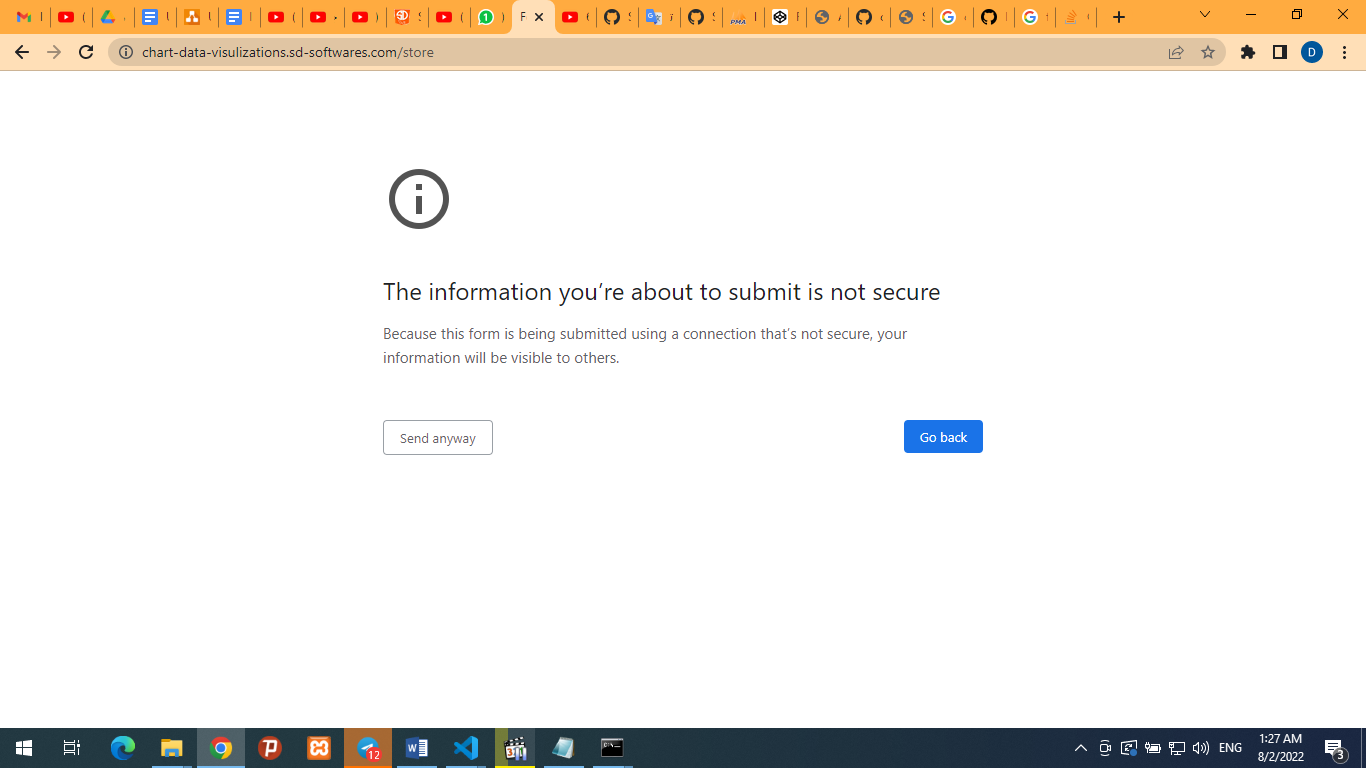 chart-data-visulizations.sd-softwares.com/store
D
The information you’re about to submit is not secure
Because this form is being submitted using a connection that’s not secure, your
information will be visible to others.
Send anyway
Go back
12
ENG
1:27 AM
8/2/2022
3